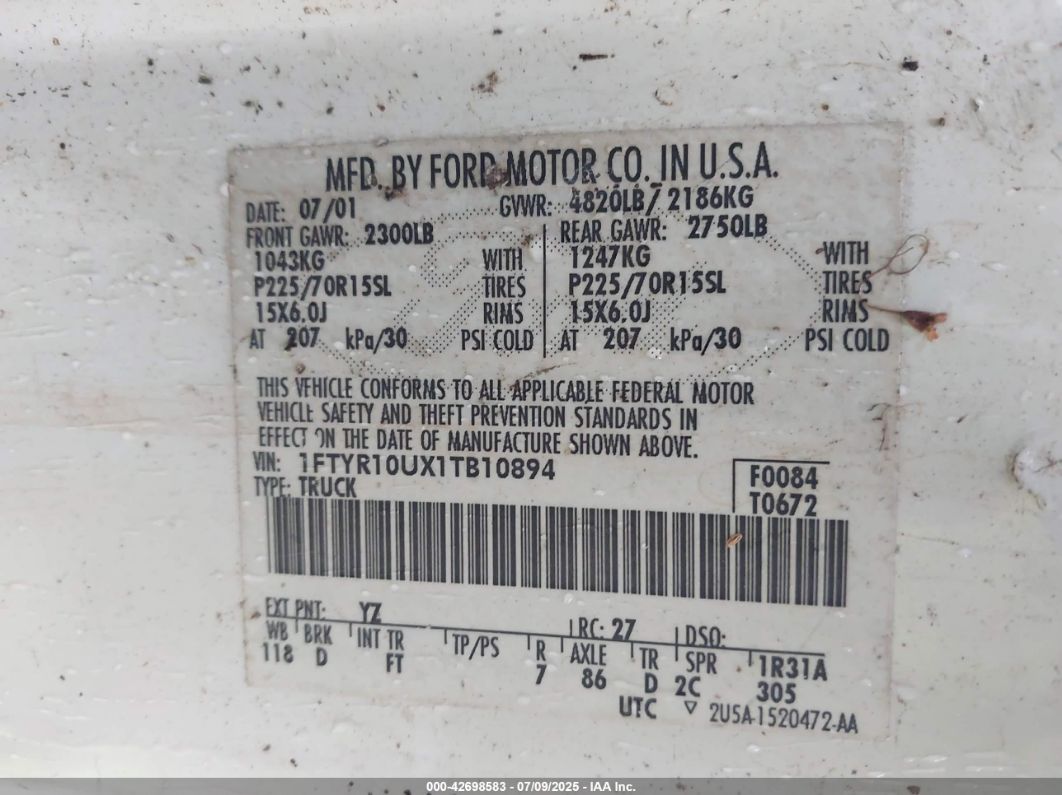 MFD. BY FORD MOTOR CO. IN U.S.A.
DATE: 07/01 GVWR: 4820LB/ 2186KG
FRONT GAWR: 2300LB REAR GAWR: 2750LB
1043KG WITH 1247KG WITH
P225/70R15SL TIRES P225/70R15SL TIRES
15X6.0J RIMS 15X6.0J RIMS
AT 207 kPa/30 PSI COLD AT 207 kPa/30 PSI COLD
THIS VEHICLE CONFORMS TO ALL APPLICABLE FEDERAL MOTOR
VEHICLE SAFETY AND THEFT PREVENTION STANDARDS IN
EFFECT ON THE DATE OF MANUFACTURE SHOWN ABOVE.
VIN: 1FTYR10UX1TB10894 F0084
TYPE: TRUCK T0672
EXT PNT: YZ RC: 27 DSO:
WB BRK INT TR TP/PS R AXLE TR SPR 1R31A
118 D FT 7 86 D 2C 305
UTC ▽ 2U5A-1520472-AA
000-42698583 - 07/09/2025 - IAA Inc.